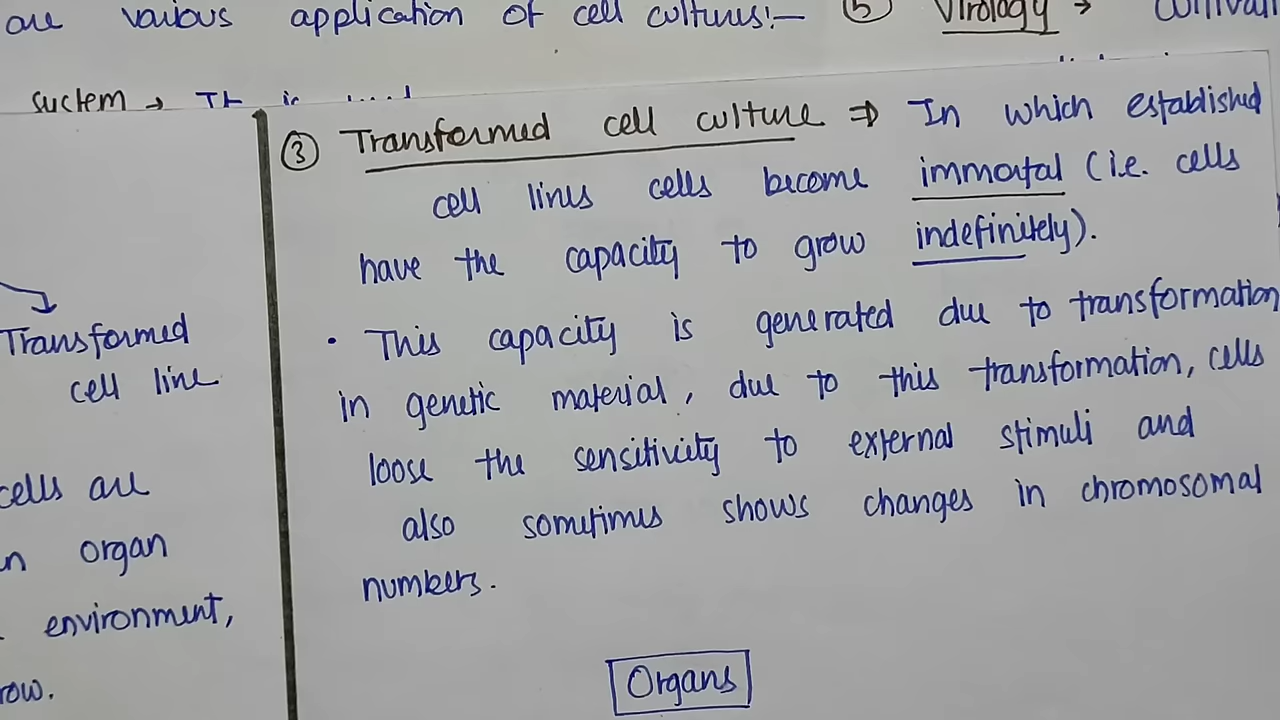 are various application of cell cultures:—
⑤ Virology →
system →
③ Transformed cell culture ⇒ In which established
cell lines cells become immortal (i.e. cells
have the capacity to grow indefinitely).
• This capacity is generated due to transformation
in genetic material, due to this transformation, cells
loose the sensitivity to external stimuli and
also sometimes shows changes in chromosomal
numbers.
Organs
Transformed
cell line
cells are
organ
environment,